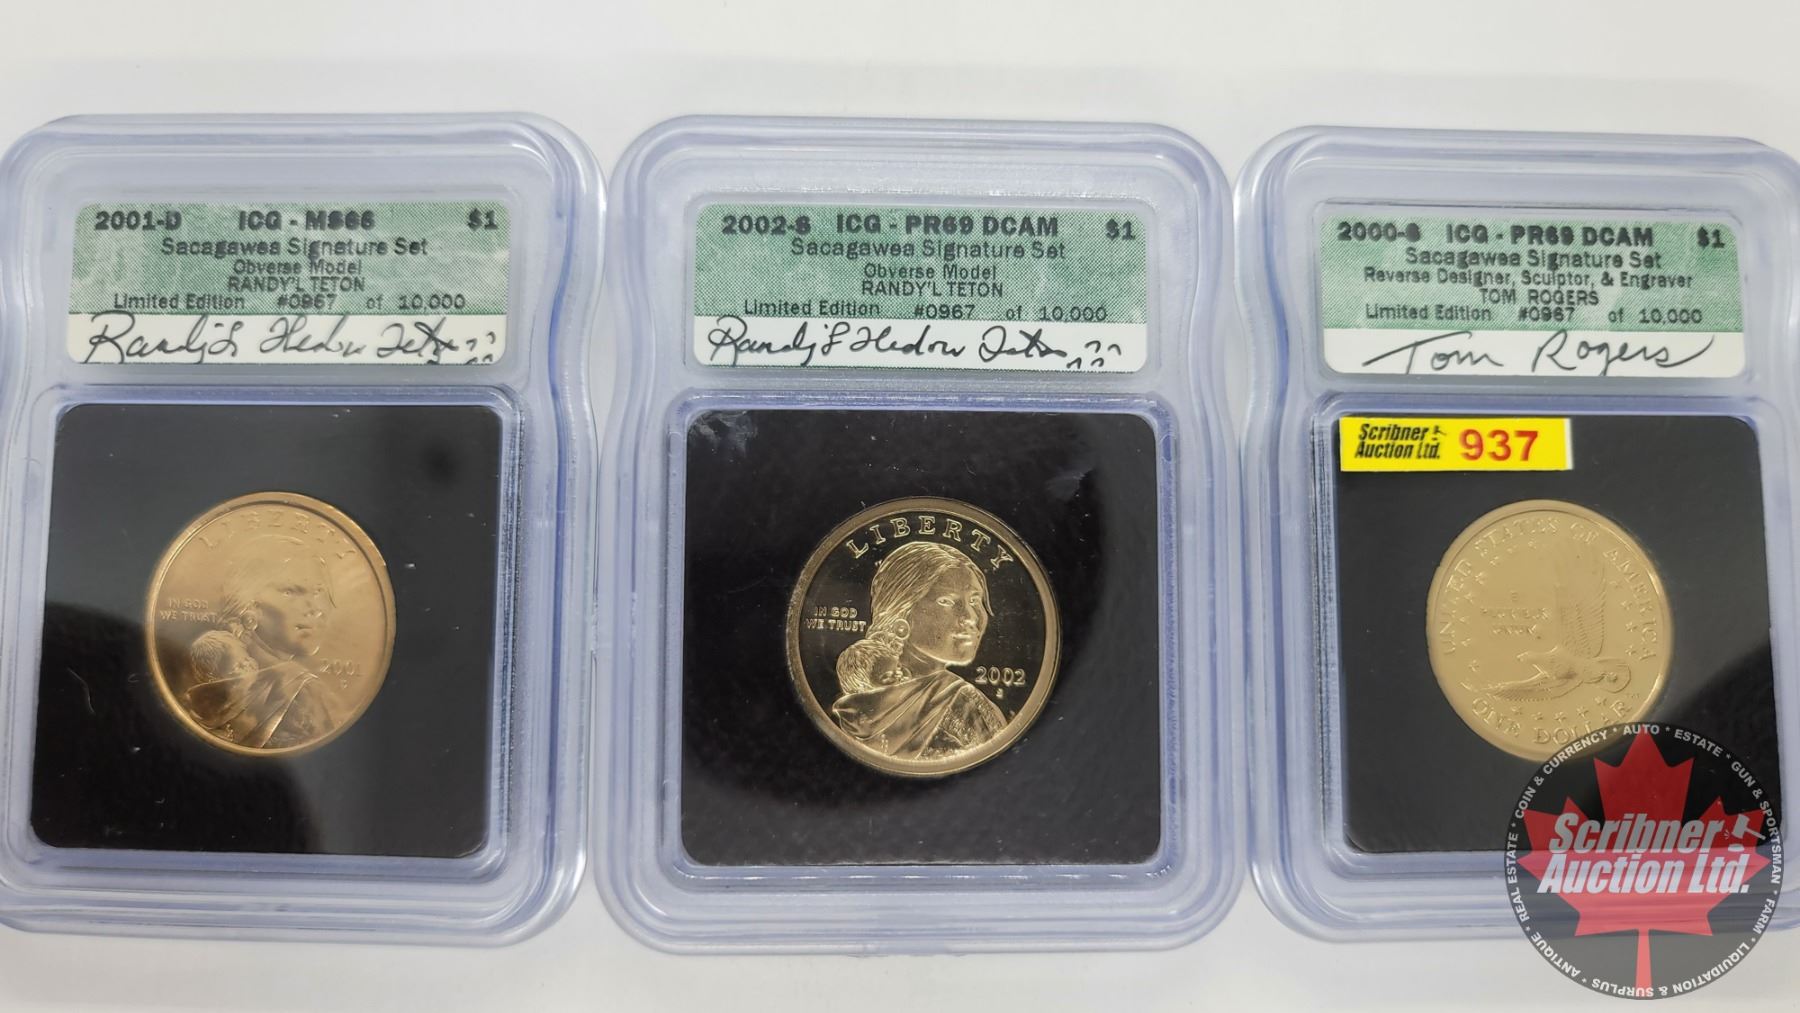 2001-D ICG - MS66 $1
Sacagawea Signature Set
Obverse Model
RANDY'L TETON
Limited Edition #0967 of 10,000
LIBERTY
IN GOD
WE TRUST
2001
D
2002-S ICG - PR69 DCAM $1
Sacagawea Signature Set
Obverse Model
RANDY'L TETON
Limited Edition #0967 of 10,000
LIBERTY
IN GOD
WE TRUST
2002
S
2000-S ICG - PR69 DCAM $1
Sacagawea Signature Set
Reverse Designer, Sculptor, & Engraver
TOM ROGERS
Limited Edition #0967 of 10,000
Tom Rogers
Scribner
Auction Ltd. 937
UNITED STATES OF AMERICA
E
PLURIBUS
UNUM
ONE DOLLAR
Scribner
Auction Ltd.
ANTIQUE * REAL ESTATE * COIN & CURRENCY * AUTO * ESTATE * GUN & SPORTSMAN * FARM * LIQUIDATION & SURPLUS *